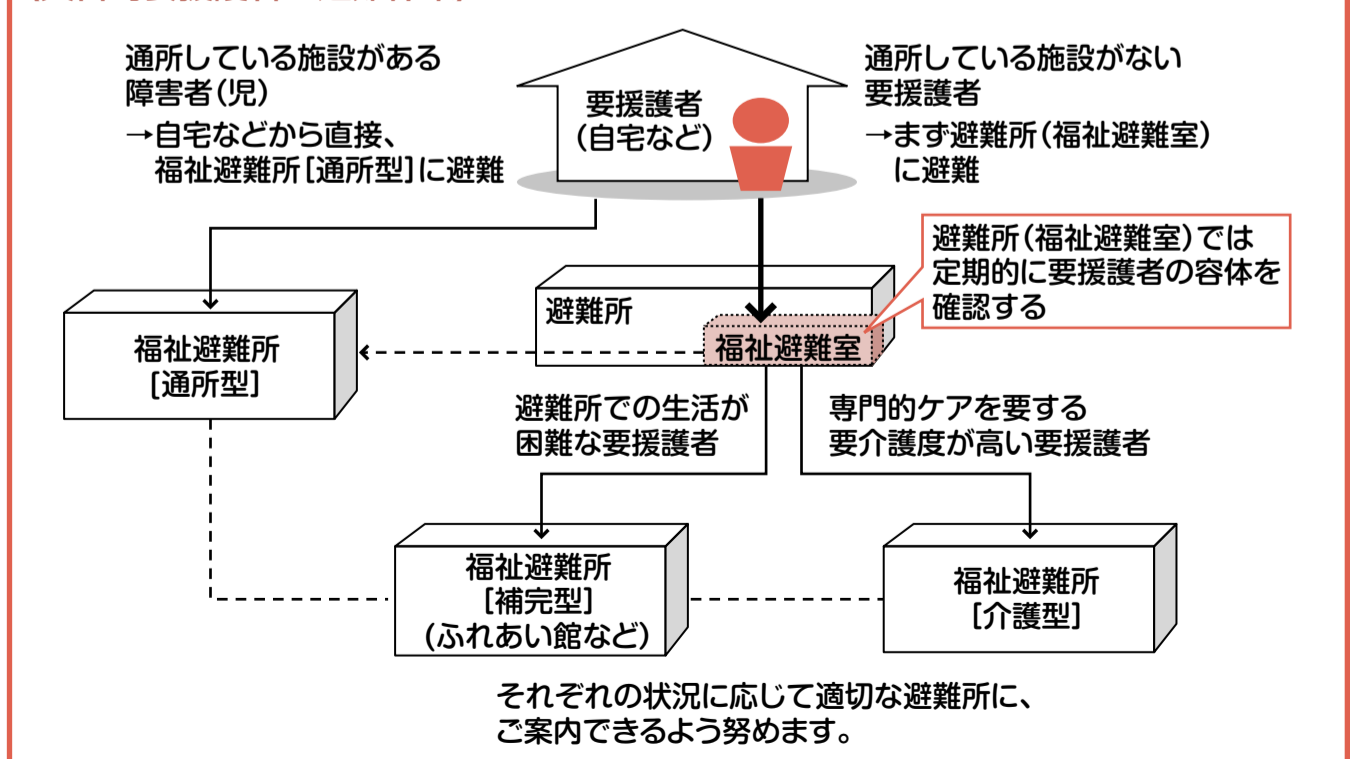 通所している施設がある
障害者(児)
→自宅などから直接、
福祉避難所[通所型]に避難
要援護者
(自宅など)
通所している施設がない
要援護者
→まず避難所(福祉避難室)
に避難
避難所(福祉避難室)では
定期的に要援護者の容体を
確認する
避難所
福祉避難室
福祉避難所
[通所型]
避難所での生活が
困難な要援護者
専門的ケアを要する
要介護度が高い要援護者
福祉避難所
[補完型]
(ふれあい館など)
福祉避難所
[介護型]
それぞれの状況に応じて適切な避難所に、
ご案内できるよう努めます。